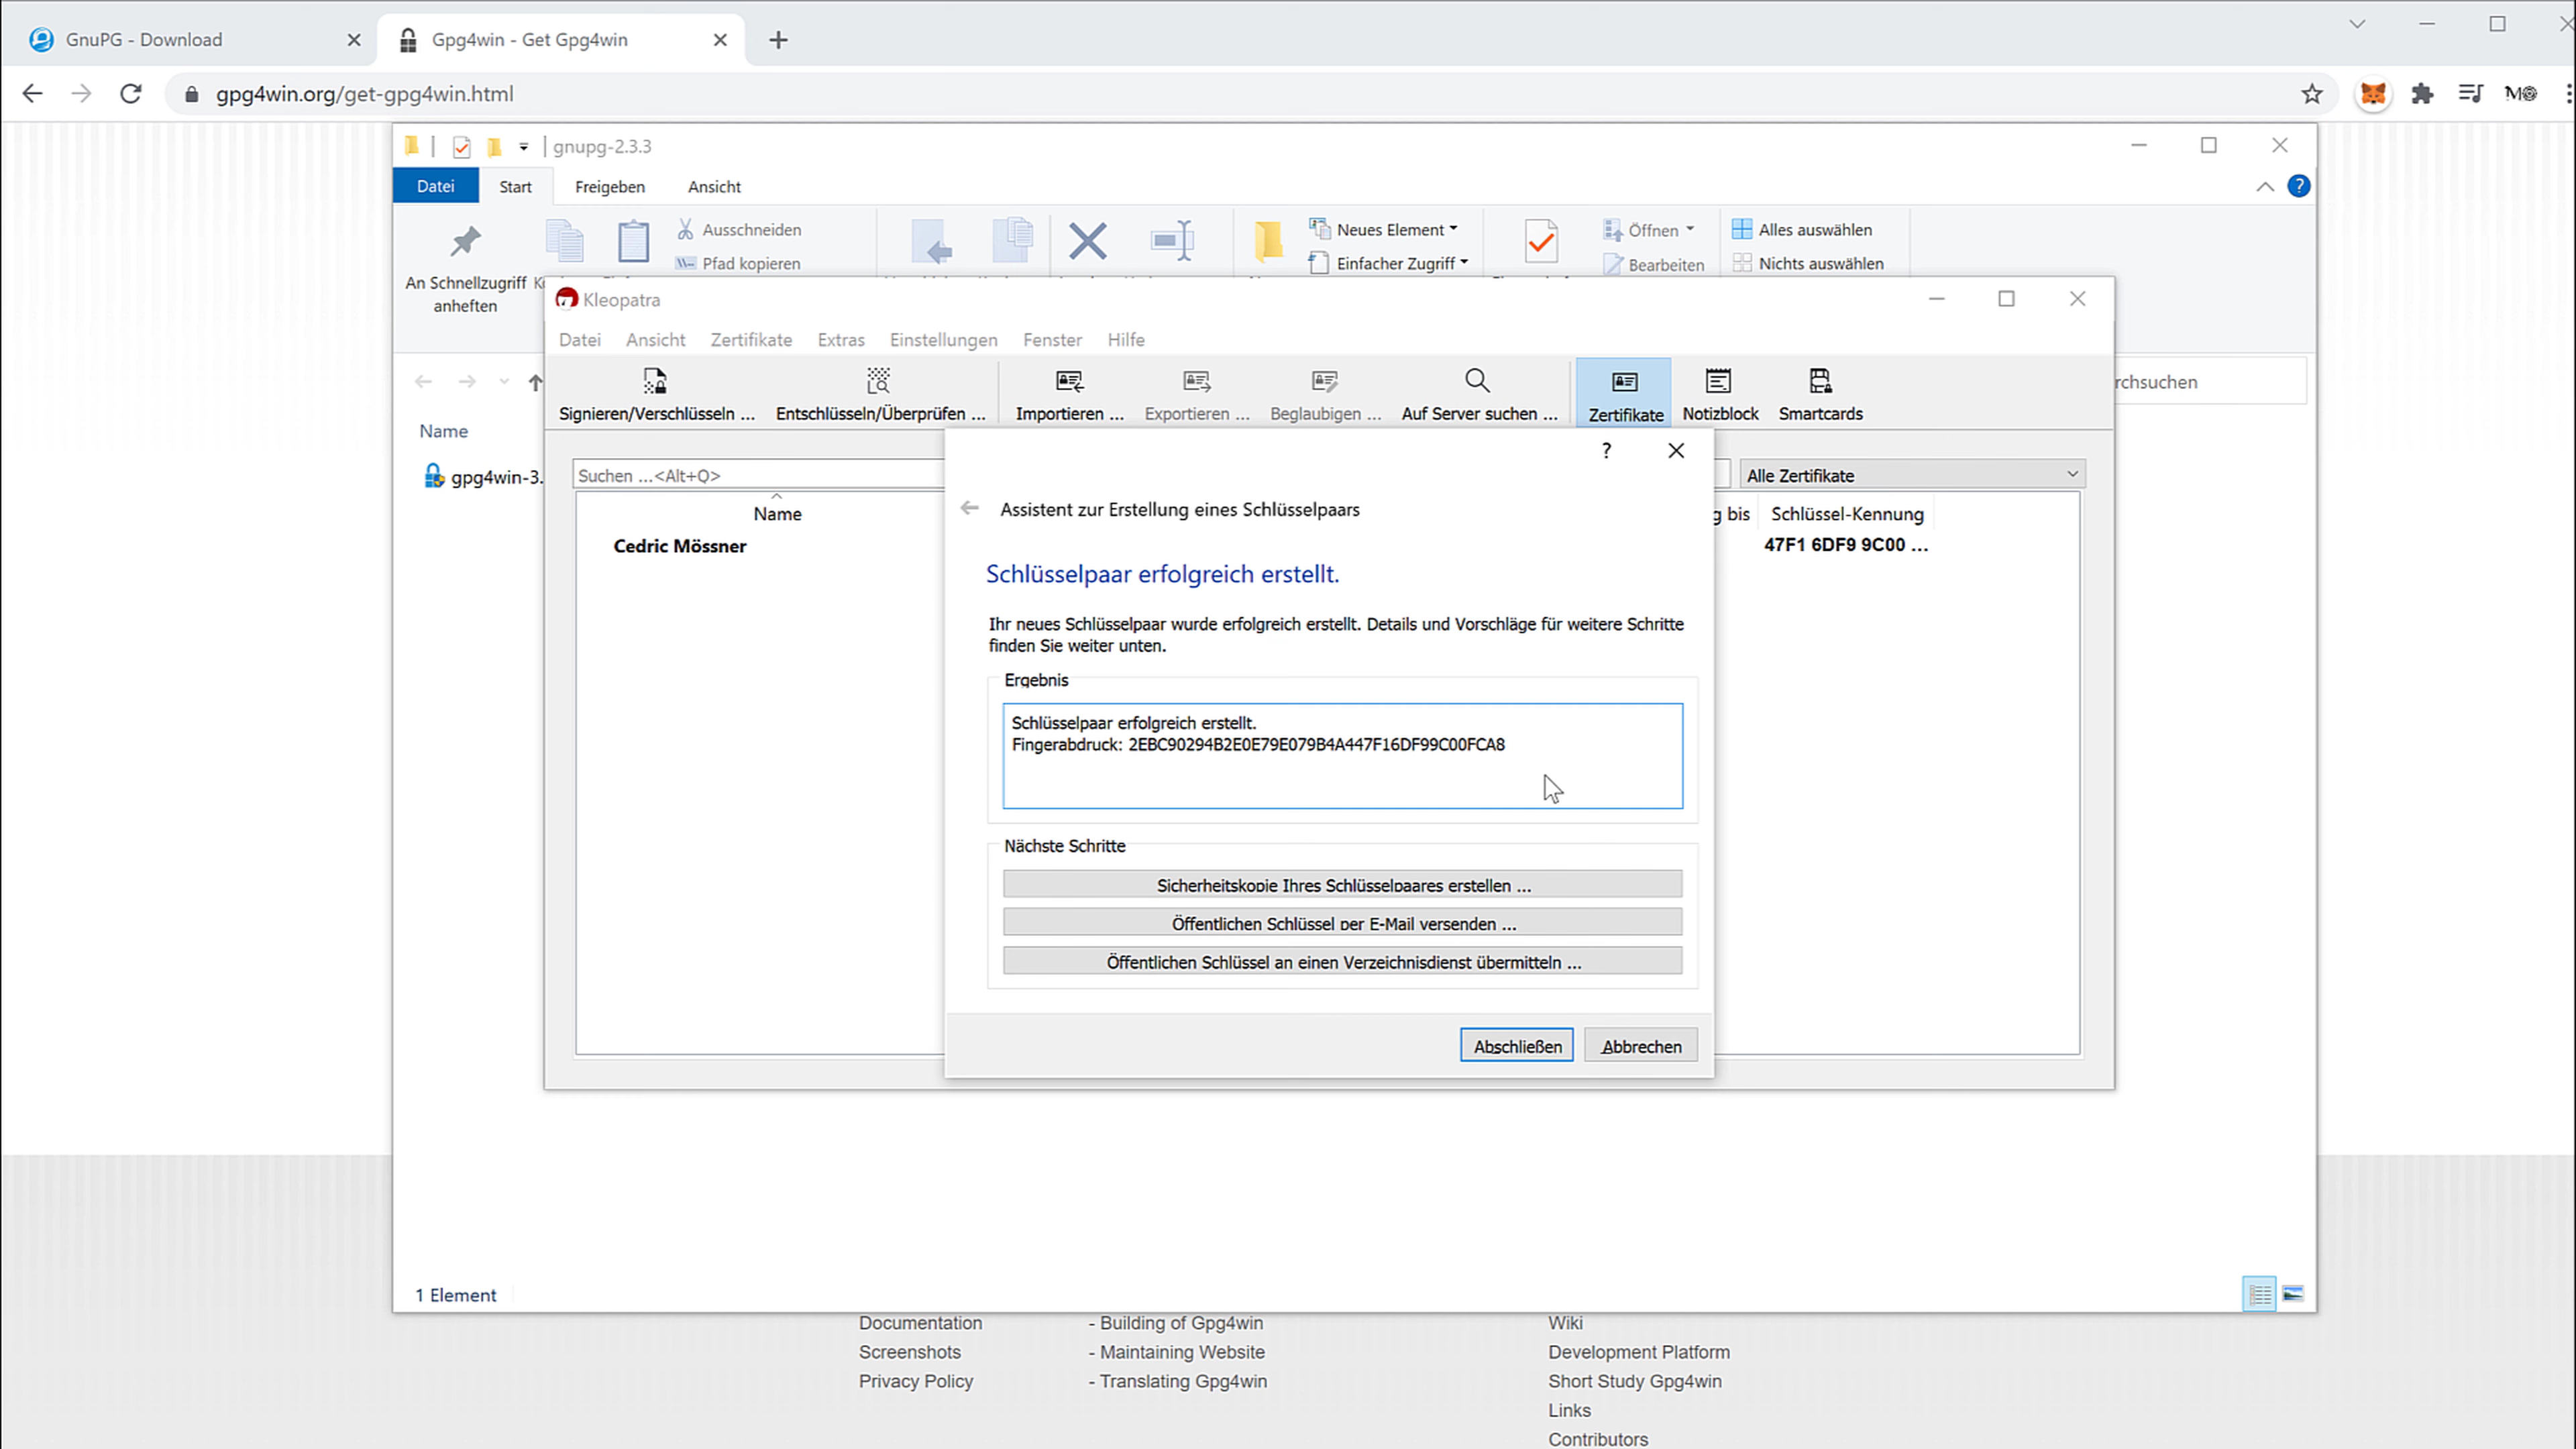 GnuPG - Download
Gpg4win - Get Gpg4win
gpg4win.org/get-gpg4win.html
gnupg-2.3.3
Datei Start Freigeben Ansicht
An Schnellzugriff
anheften
Ausschneiden
Pfad kopieren
Neues Element
Einfacher Zugriff
Öffnen
Bearbeiten
Alles auswählen
Nichts auswählen
Name
gpg4win-3.
rchsuchen
Kleopatra
Datei Ansicht Zertifikate Extras Einstellungen Fenster Hilfe
Signieren/Verschlüsseln ... Entschlüsseln/Überprüfen ... Importieren ... Exportieren ... Beglaubigen ... Auf Server suchen ... Zertifikate Notizblock Smartcards
Suchen ...<Alt+Q>
Alle Zertifikate
Name
g bis Schlüssel-Kennung
Cedric Mössner
47F1 6DF9 9C00 ...
?
Assistent zur Erstellung eines Schlüsselpaars
Schlüsselpaar erfolgreich erstellt.
Ihr neues Schlüsselpaar wurde erfolgreich erstellt. Details und Vorschläge für weitere Schritte
finden Sie weiter unten.
Ergebnis
Schlüsselpaar erfolgreich erstellt.
Fingerabdruck: 2EBC90294B2E0E79E079B4A447F16DF99C00FCA8
Nächste Schritte
Sicherheitskopie Ihres Schlüsselpaares erstellen ...
Öffentlichen Schlüssel per E-Mail versenden ...
Öffentlichen Schlüssel an einen Verzeichnisdienst übermitteln ...
Abschließen Abbrechen
1 Element
Documentation
Screenshots
Privacy Policy
- Building of Gpg4win
- Maintaining Website
- Translating Gpg4win
Wiki
Development Platform
Short Study Gpg4win
Links
Contributors